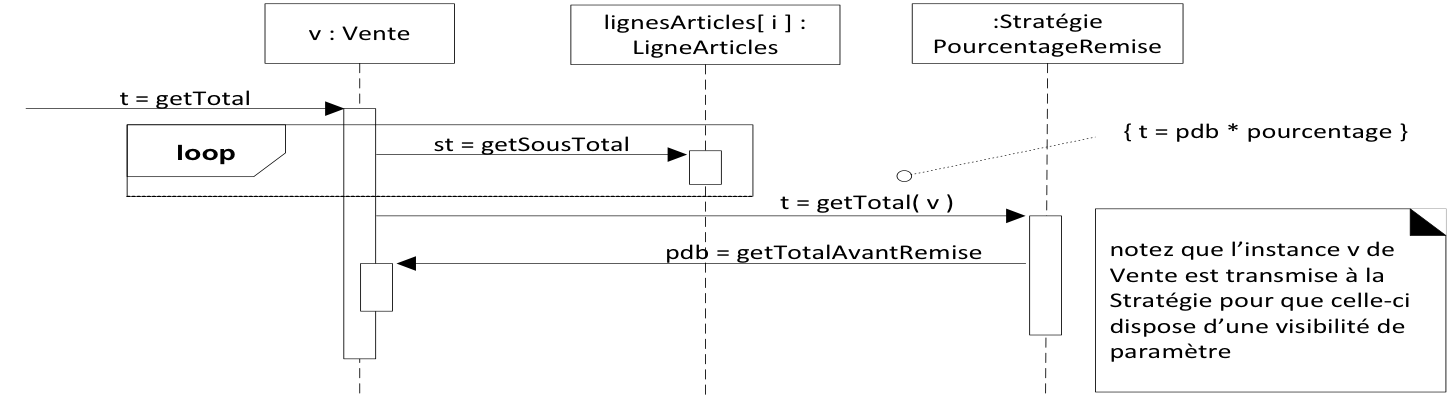 v : Vente
lignesArticles[ i ] :
LigneArticles
:Stratégie
PourcentageRemise
t = getTotal
loop
st = getSousTotal
{ t = pdb * pourcentage }
t = getTotal( v )
pdb = getTotalAvantRemise
notez que l’instance v de
Vente est transmise à la
Stratégie pour que celle-ci
dispose d’une visibilité de
paramètre